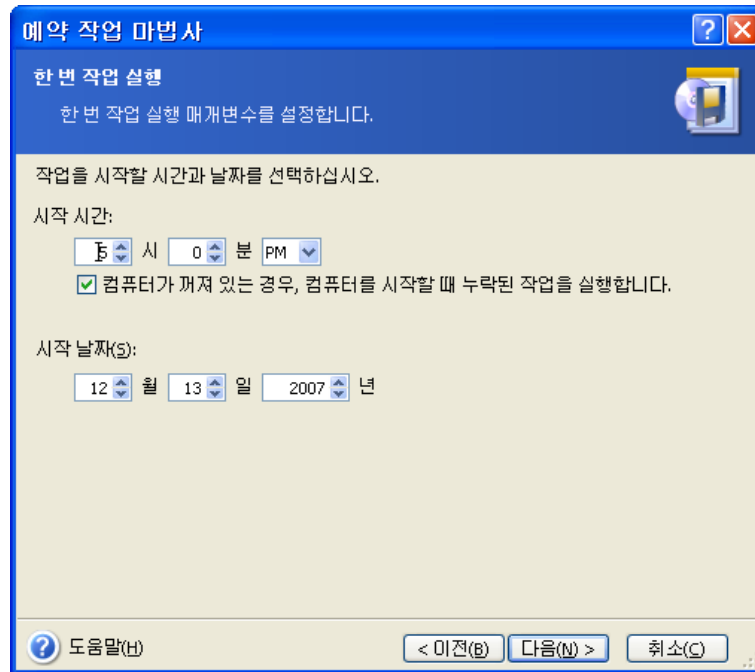 예약 작업 마법사
한 번 작업 실행
한 번 작업 실행 매개변수를 설정합니다.
작업을 시작할 시간과 날짜를 선택하십시오.
시작 시간:
5 시 0 분 PM
컴퓨터가 꺼져 있는 경우, 컴퓨터를 시작할 때 누락된 작업을 실행합니다.
시작 날짜(S):
12 월 13 일 2007 년
도움말(H) < 이전(B) 다음(N) > 취소(C)